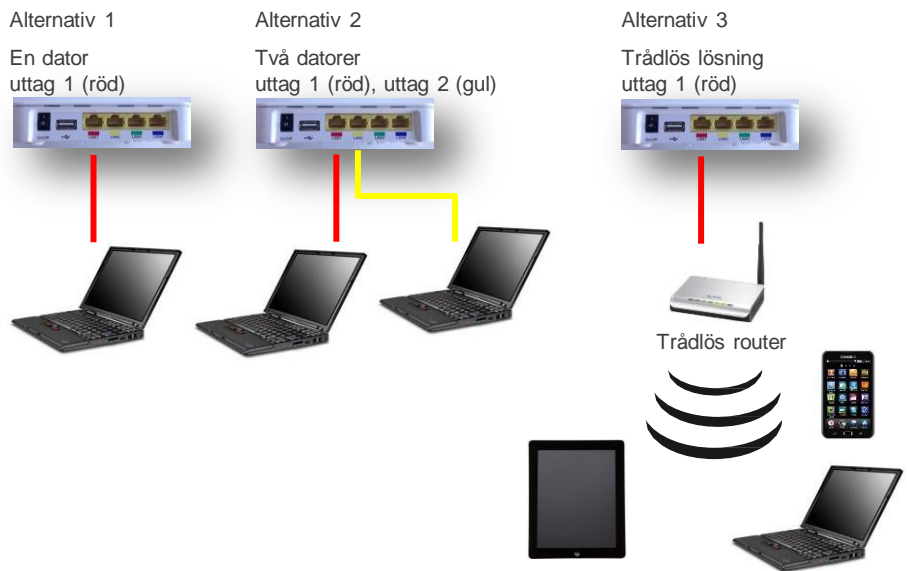 Alternativ 1
En dator
uttag 1 (röd)
Alternativ 2
Två datorer
uttag 1 (röd), uttag 2 (gul)
Alternativ 3
Trådlös lösning
uttag 1 (röd)
Trådlös router